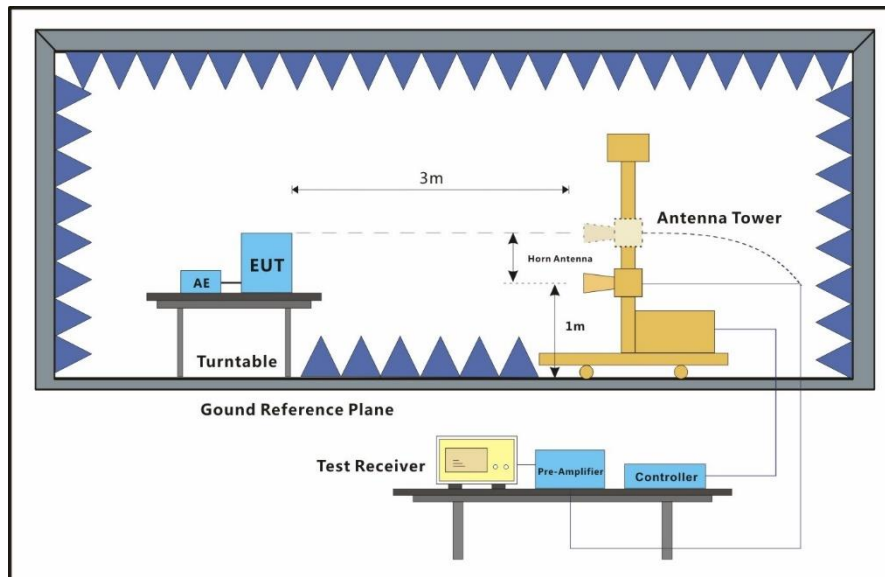 3m
Antenna Tower
Horn Antenna
EUT
AE
1m
Turntable
Gound Reference Plane
Test Receiver
Pre-Amplifier
Controller